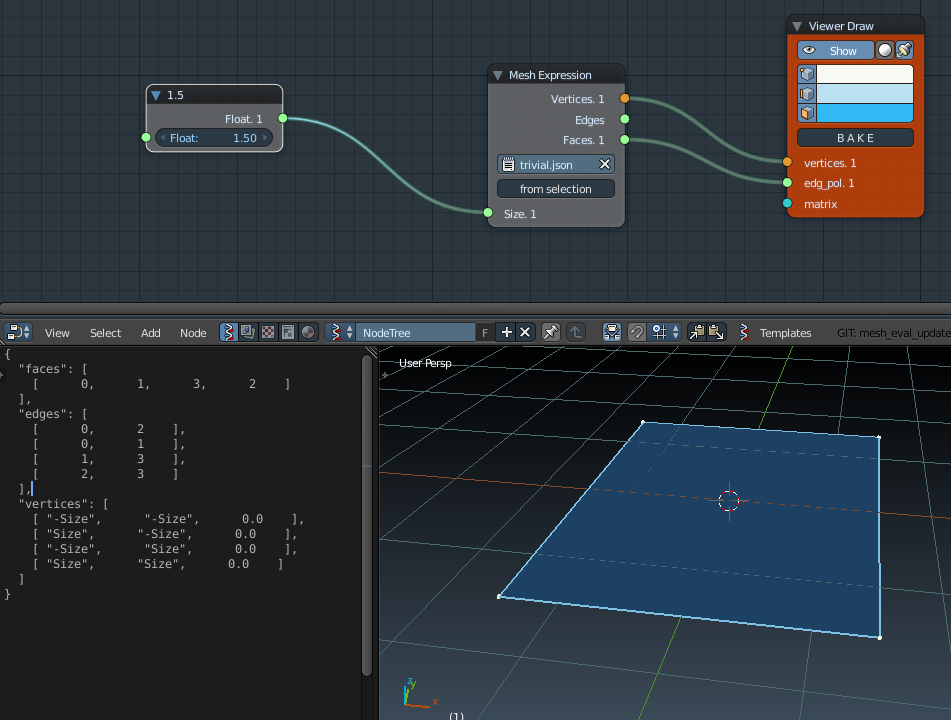 1.5
Float. 1
Float: 1.50
Mesh Expression
Vertices. 1
Edges
Faces. 1
trivial.json
from selection
Size. 1
Viewer Draw
Show
BAKE
vertices. 1
edg_pol. 1
matrix
View Select Add Node NodeTree F Templates GIT: mesh_eval_update
{
"faces": [
[ 0, 1, 3, 2 ]
],
"edges": [
[ 0, 2 ],
[ 0, 1 ],
[ 1, 3 ],
[ 2, 3 ]
],
"vertices": [
[ "-Size", "-Size", 0.0 ],
[ "Size", "-Size", 0.0 ],
[ "-Size", "Size", 0.0 ],
[ "Size", "Size", 0.0 ]
]
}
User Persp
z
y
x
(1)